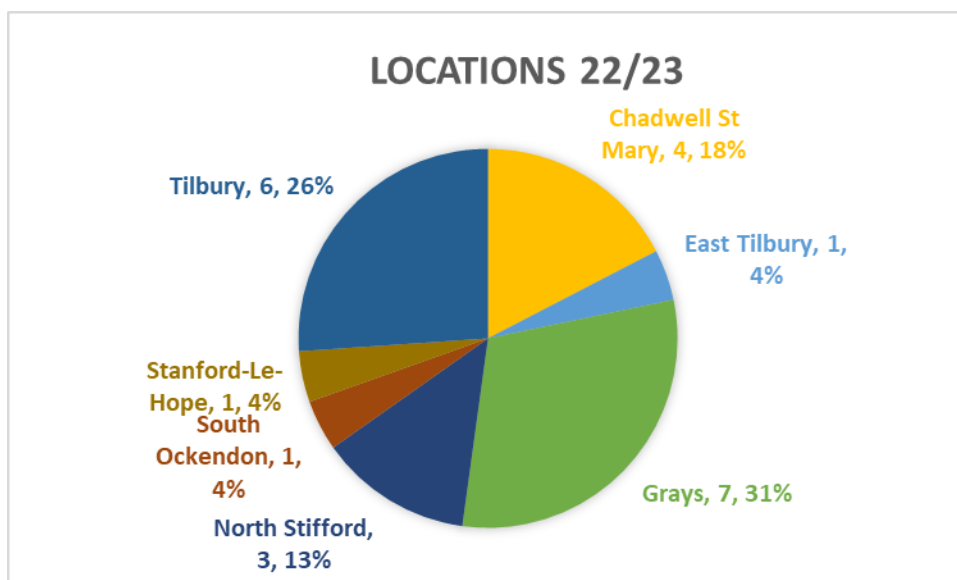 LOCATIONS 22/23
Chadwell St
Mary, 4, 18%
East Tilbury, 1,
4%
Grays, 7, 31%
North Stifford,
3, 13%
South
Ockendon, 1,
4%
Stanford-Le-
Hope, 1, 4%
Tilbury, 6, 26%